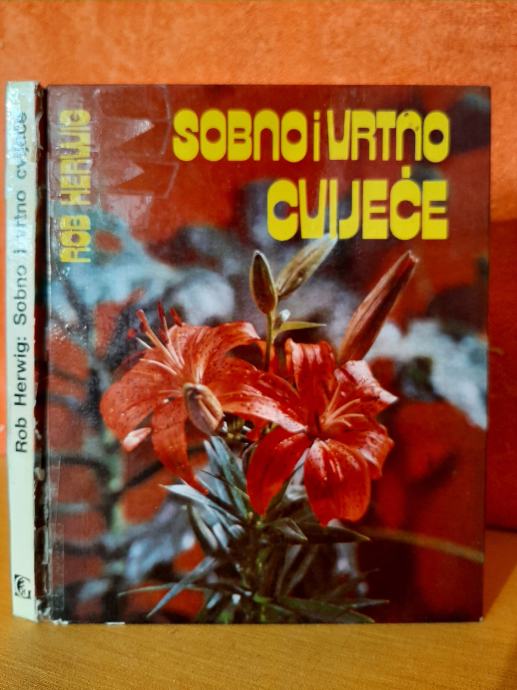 SOBNO i VRTNO
CVIJEĆE
ROB HERWIG
Rob Herwig: Sobno i vrtno cvijeće